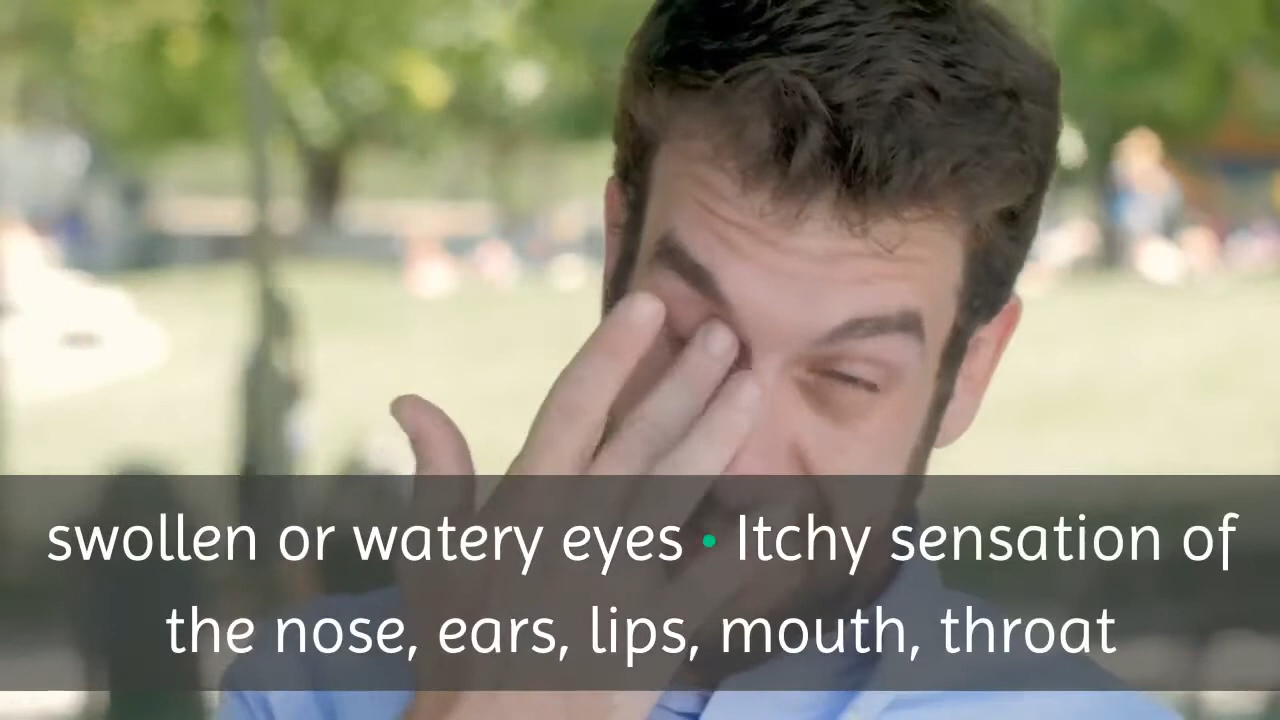 swollen or watery eyes • Itchy sensation of
the nose, ears, lips, mouth, throat